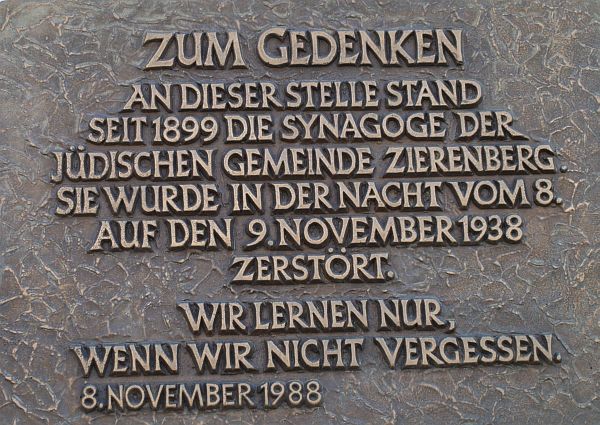 ZUM GEDENKEN
AN DIESER STELLE STAND
SEIT 1899 DIE SYNAGOGE DER
JÜDISCHEN GEMEINDE ZIERENBERG.
SIE WURDE IN DER NACHT VOM 8.
AUF DEN 9. NOVEMBER 1938
ZERSTÖRT.
WIR LERNEN NUR,
WENN WIR NICHT VERGESSEN.
8. NOVEMBER 1988